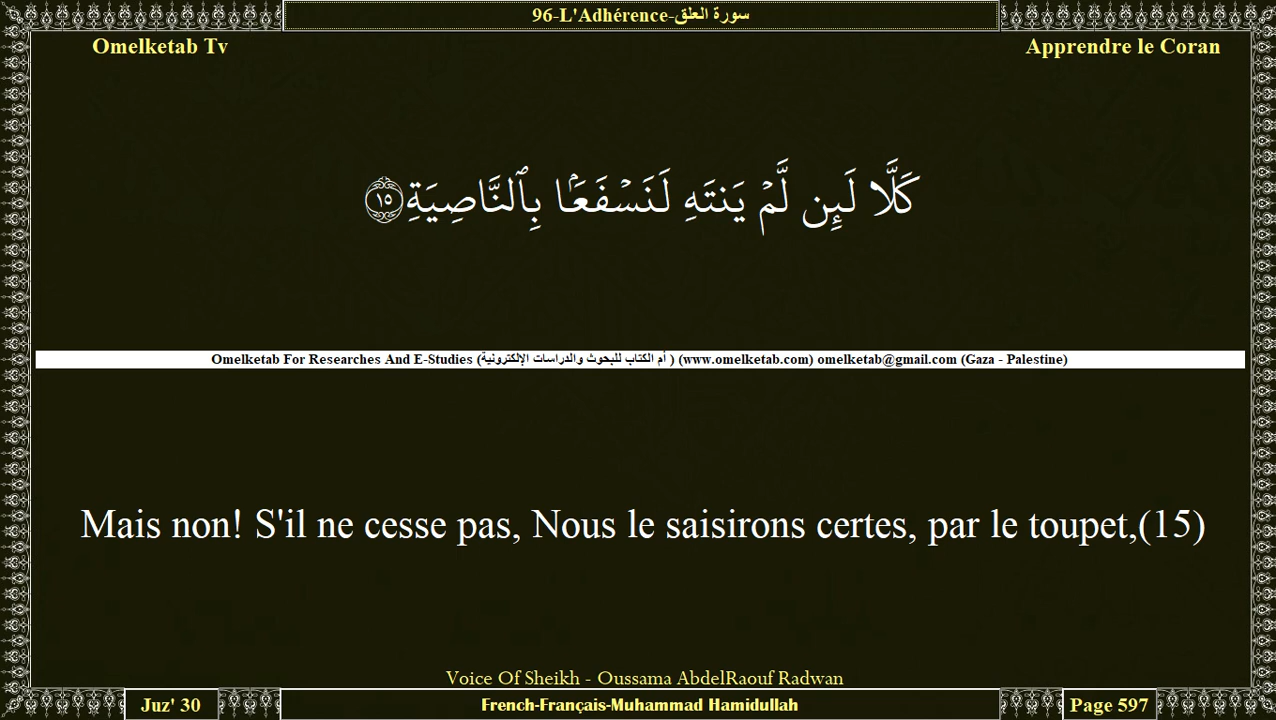 96-L'Adhérence-سورة العلق
Omelketab Tv
Apprendre le Coran
كَلَّا لَئِن لَّمْ يَنتَهِ لَنَسْفَعًۢا بِٱلنَّاصِيَةِ ١٥
Omelketab For Researches And E-Studies (أم الكتاب للبحوث والدراسات الإلكترونية ) (www.omelketab.com) omelketab@gmail.com (Gaza - Palestine)
Mais non! S'il ne cesse pas, Nous le saisirons certes, par le toupet,(15)
Voice Of Sheikh - Oussama AbdelRaouf Radwan
Juz' 30
French-Français-Muhammad Hamidullah
Page 597